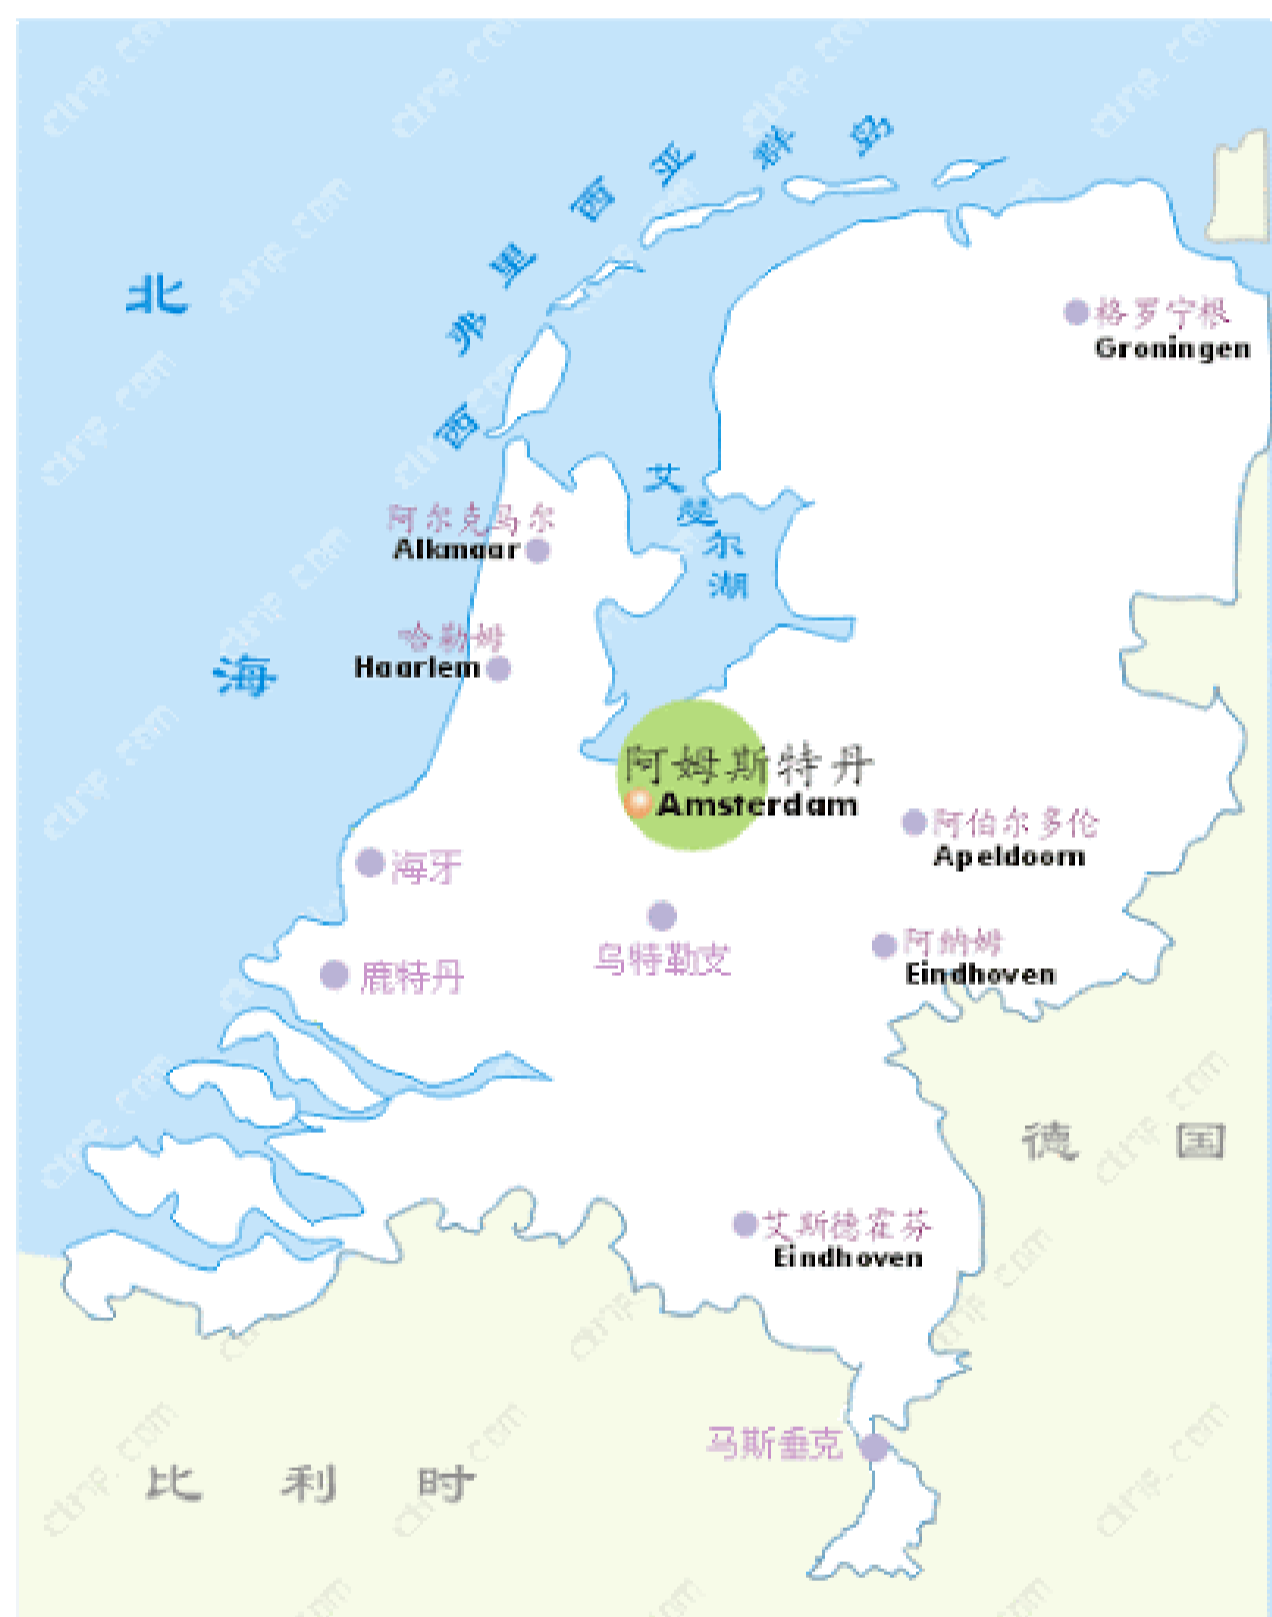 西弗里西亚群岛
北
海
格罗宁根
Groningen
艾瑟尔湖
阿尔克马尔
Alkmaar
哈勒姆
Haarlem
阿姆斯特丹
Amsterdam
阿伯尔多伦
Apeldoorn
海牙
乌特勒支
阿纳姆
Eindhoven
鹿特丹
德国
艾斯德霍芬
Eindhoven
马斯垂克
比利时